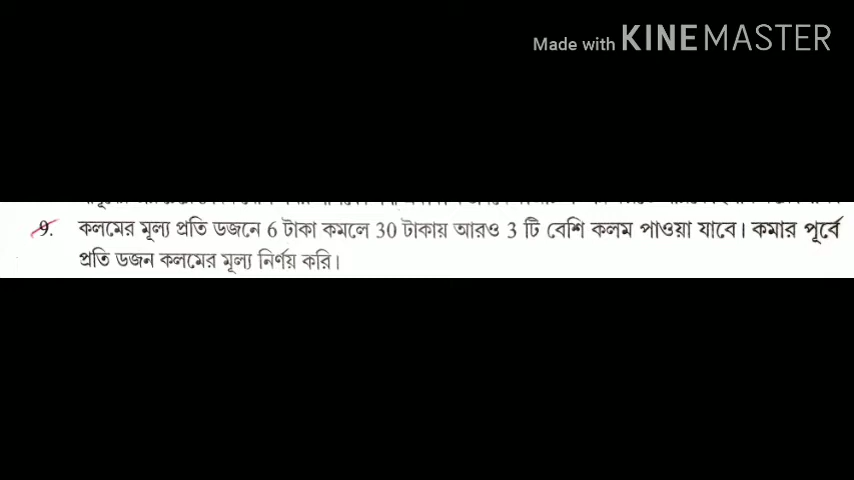 Made with KINEMASTER
9. কলমের মূল্য প্রতি ডজনে 6 টাকা কমলে 30 টাকায় আরও 3 টি বেশি কলম পাওয়া যাবে। কমার পূর্বে
প্রতি ডজন কলমের মূল্য নির্ণয় করি।